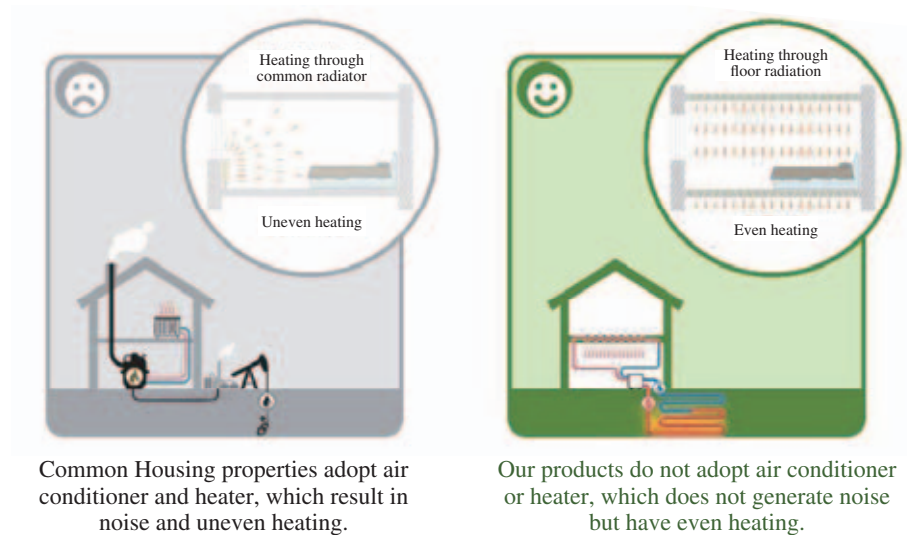 Heating through
common radiator
Uneven heating
Common Housing properties adopt air
conditioner and heater, which result in
noise and uneven heating.
Heating through
floor radiation
Even heating
Our products do not adopt air conditioner
or heater, which does not generate noise
but have even heating.